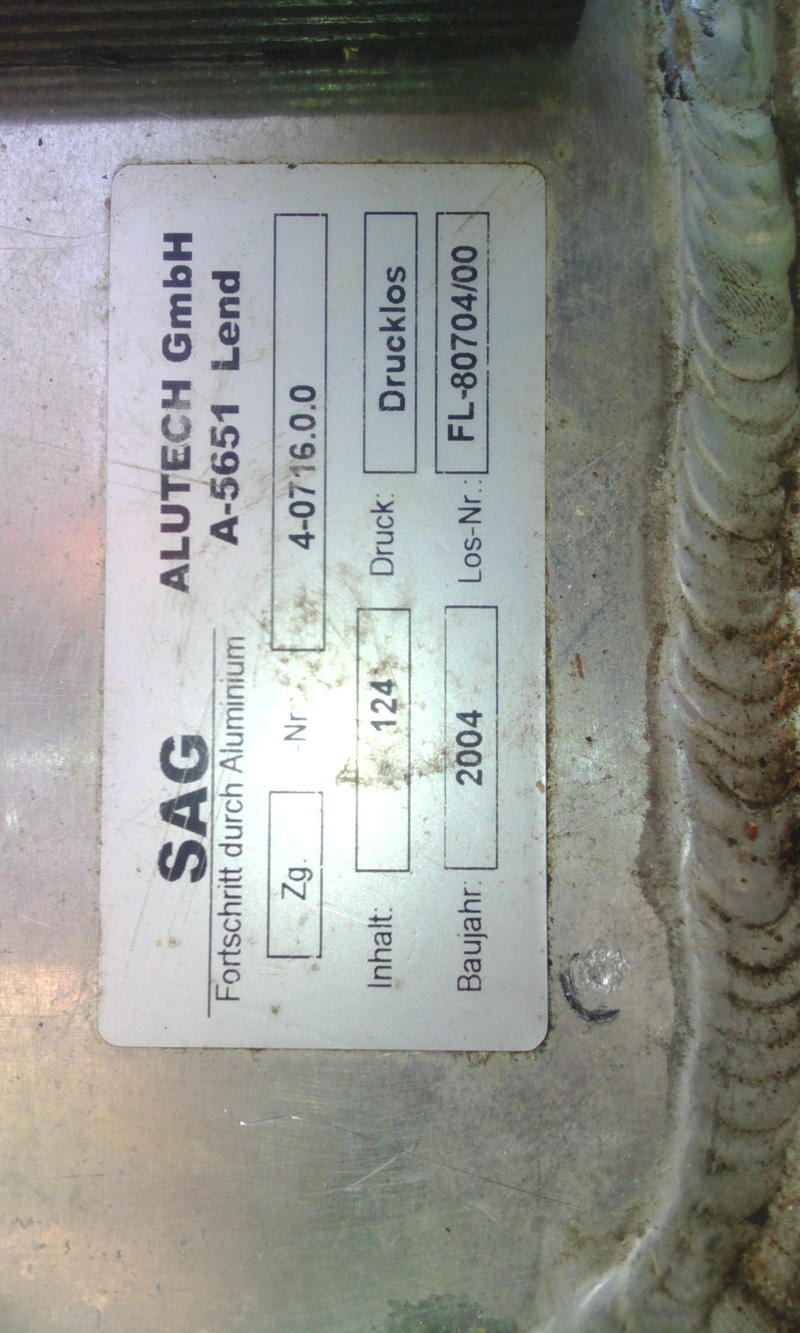 SAG ALUTECH GmbH
Fortschritt durch Aluminium A-5651 Lend
Zg. -Nr.: 4-0716.0.0
Inhalt: 124 Druck: Drucklos
Baujahr: 2004 Los-Nr.: FL-80704/00